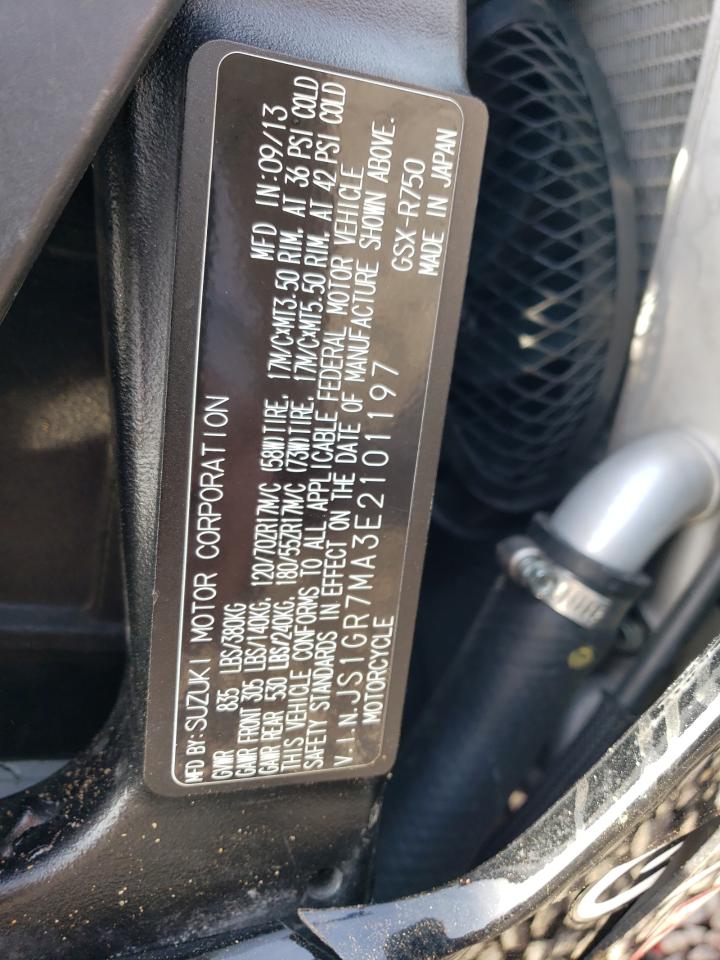 MFD BY:SUZUKI MOTOR CORPORATION MFD IN:09/13
GVWR 835 LBS/380KG
GAWR FRONT 305 LBS/140KG, 120/70ZR17M/C (58W)TIRE, 17M/CxMT3.50 RIM. AT 36 PSI COLD
GAWR REAR 530 LBS/240KG, 180/55ZR17M/C (73W)TIRE, 17M/CxMT5.50 RIM. AT 42 PSI COLD
THIS VEHICLE CONFORMS TO ALL APPLICABLE FEDERAL MOTOR VEHICLE
SAFETY STANDARDS IN EFFECT ON THE DATE OF MANUFACTURE SHOWN ABOVE.
V.I.N.JS1GR7MA3E2101197 GSX-R750
MOTORCYCLE MADE IN JAPAN